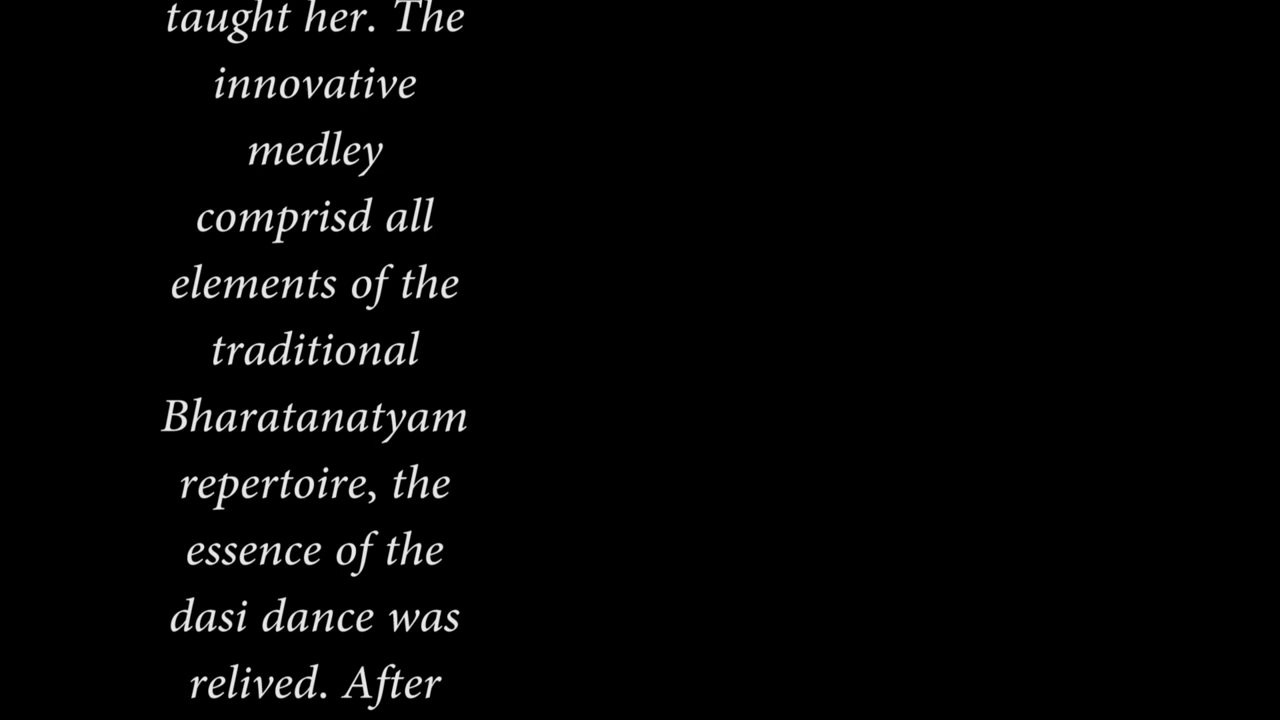 taught her. The
innovative
medley
comprisd all
elements of the
traditional
Bharatanatyam
repertoire, the
essence of the
dasi dance was
relived. After